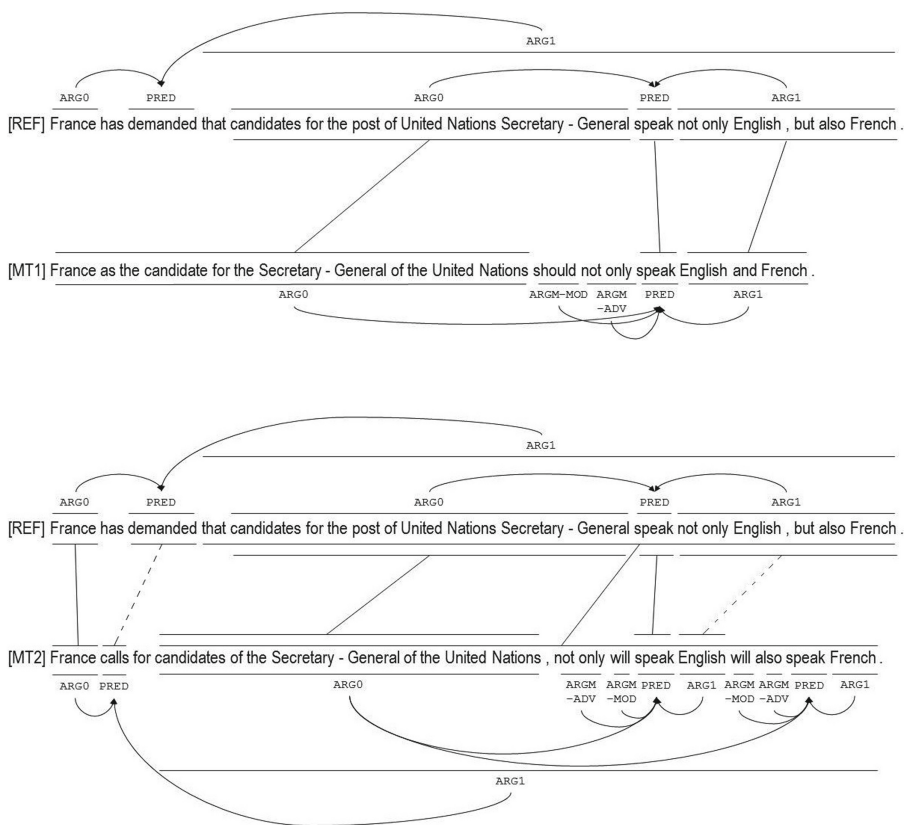 ARG1
ARG0 PRED ARG0 PRED ARG1
[REF] France has demanded that candidates for the post of United Nations Secretary - General speak not only English , but also French .
[MT1] France as the candidate for the Secretary - General of the United Nations should not only speak English and French .
ARG0 ARGM-MOD ARGM PRED ARG1
-ADV
ARG1
ARG0 PRED ARG0 PRED ARG1
[REF] France has demanded that candidates for the post of United Nations Secretary - General speak not only English , but also French .
[MT2] France calls for candidates of the Secretary - General of the United Nations , not only will speak English will also speak French .
ARG0 PRED ARG0 ARGM ARGM PRED ARG1 ARGM ARGM PRED ARG1
-ADV -MOD -MOD -ADV
ARG1